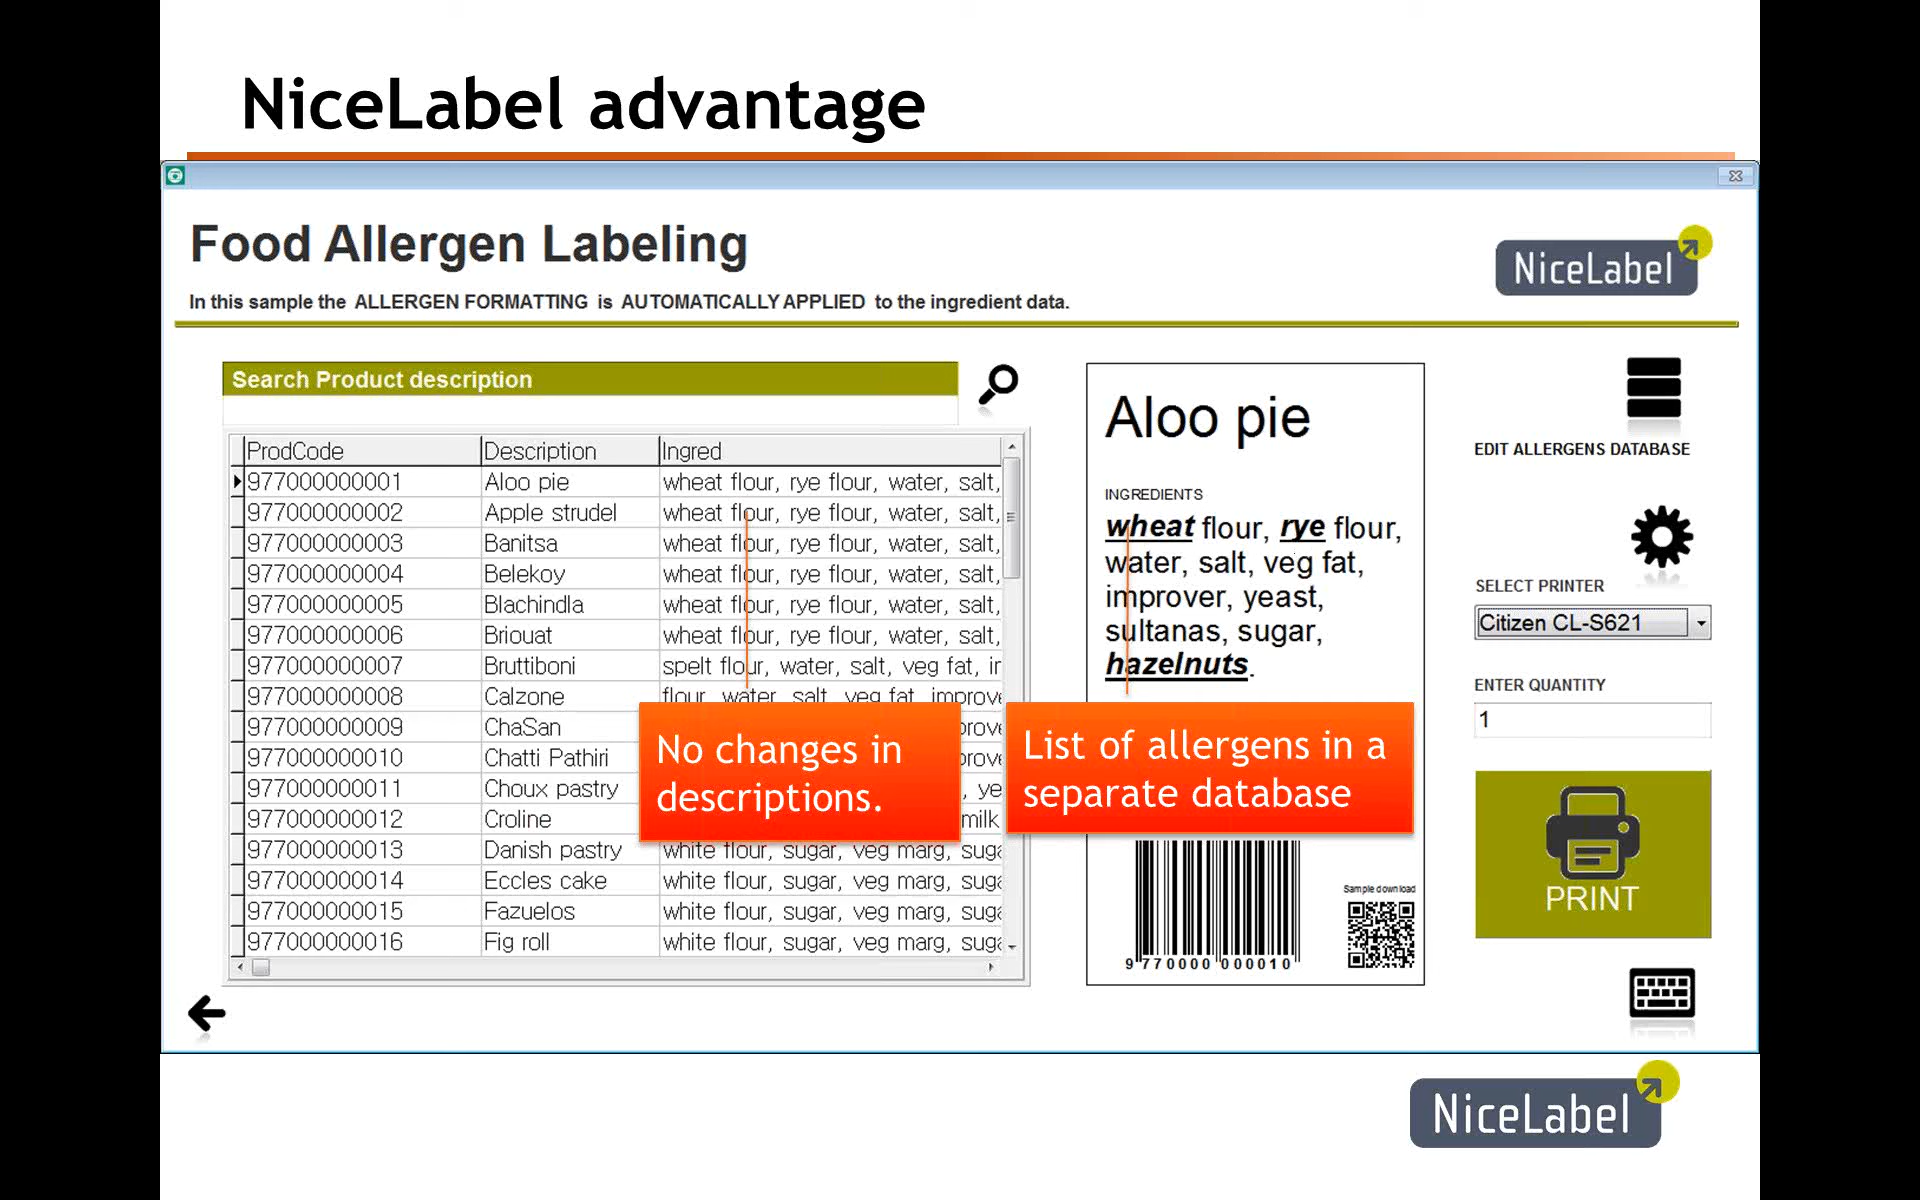 NiceLabel advantage
Food Allergen Labeling
NiceLabel
In this sample the ALLERGEN FORMATTING is AUTOMATICALLY APPLIED to the ingredient data.
Search Product description
ProdCode Description Ingred
977000000001 Aloo pie wheat flour, rye flour, water, salt,
977000000002 Apple strudel wheat flour, rye flour, water, salt,
977000000003 Banitsa wheat flour, rye flour, water, salt,
977000000004 Belekoy wheat flour, rye flour, water, salt,
977000000005 Blachindla wheat flour, rye flour, water, salt,
977000000006 Briouat wheat flour, rye flour, water, salt,
977000000007 Bruttiboni spelt flour, water, salt, veg fat,
977000000008 Calzone flour, water, salt, veg fat,
977000000009 ChaSan
977000000010 Chatti Pathiri
977000000011 Choux pastry
977000000012 Croline milk
977000000013 Danish pastry white flour, sugar, veg marg,
977000000014 Eccles cake white flour, sugar, veg marg,
977000000015 Fazuelos white flour, sugar, veg marg,
977000000016 Fig roll white flour, sugar, veg marg,
No changes in
descriptions.
Aloo pie
INGREDIENTS
wheat flour, rye flour,
water, salt, veg fat,
improver, yeast,
sultanas, sugar,
hazelnuts.
List of allergens in a
separate database
Sample download
9 770000 000010
EDIT ALLERGENS DATABASE
SELECT PRINTER
Citizen CL-S621
ENTER QUANTITY
1
PRINT
NiceLabel